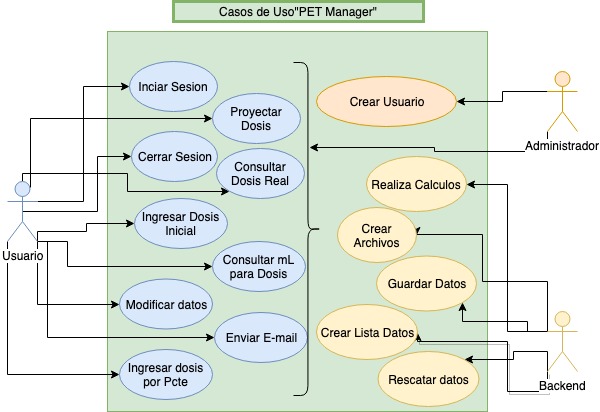 Casos de Uso"PET Manager"
Inciar Sesion
Proyectar
Dosis
Crear Usuario
Administrador
Cerrar Sesion
Consultar
Dosis Real
Realiza Calculos
Ingresar Dosis
Inicial
Crear
Archivos
Usuario
Consultar mL
para Dosis
Guardar Datos
Modificar datos
Enviar E-mail
Crear Lista Datos
Ingresar dosis
por Pcte
Rescatar datos
Backend